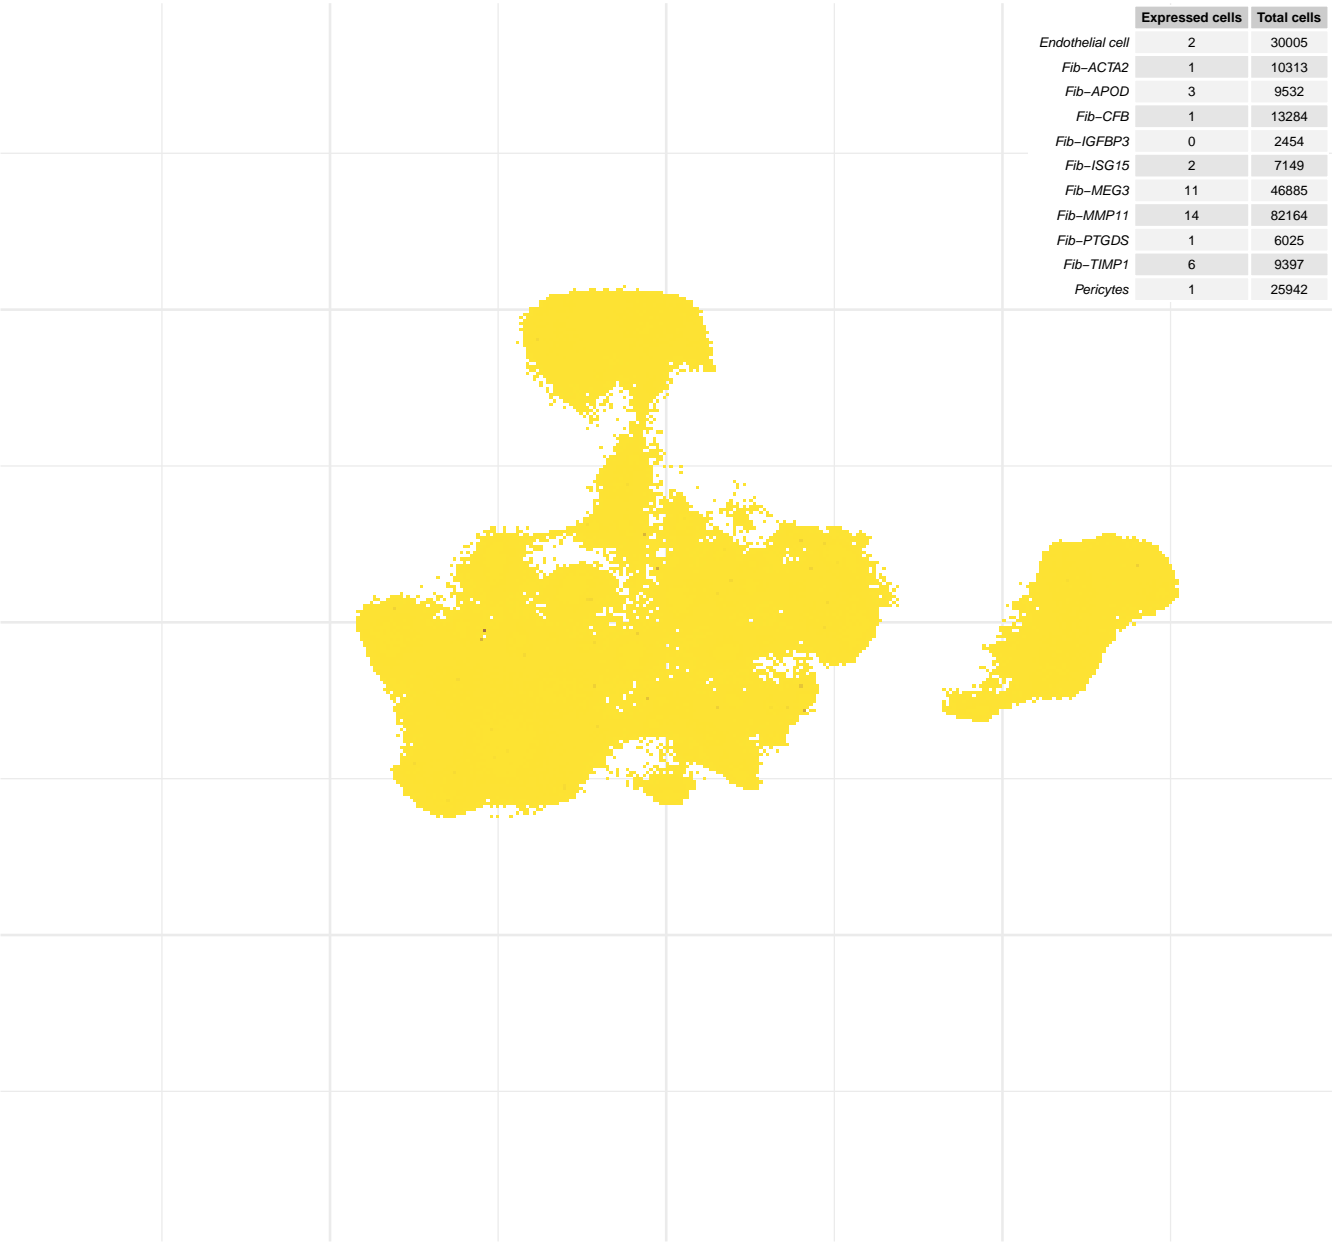 Expressed cells Total cells
Endothelial cell 2 30005
Fib−ACTA2 1 10313
Fib−APOD 3 9532
Fib−CFB 1 13284
Fib−IGFBP3 0 2454
Fib−ISG15 2 7149
Fib−MEG3 11 46885
Fib−MMP11 14 82164
Fib−PTGDS 1 6025
Fib−TIMP1 6 9397
Pericytes 1 25942